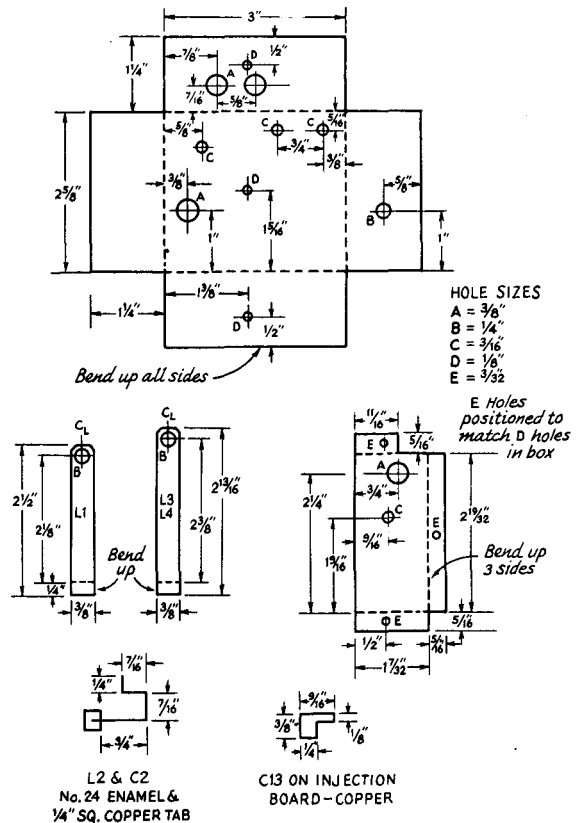 3"
7/8"
D
1/2"
1 1/4"
A
7/16"
5/8"
5/8"
C
C
C
5/16"
3/4"
3/8"
3/8"
A
D
5/8"
B
2 5/8"
1"
1 5/16"
1"
1 1/4"
1 3/8"
D
1/2"
Bend up all sides
HOLE SIZES
A = 3/8"
B = 1/4"
C = 3/16"
D = 1/8"
E = 3/32"
E Holes
positioned to
match D holes
in box
CL
B
L1
2 1/2"
2 1/8"
1/4"
3/8"
Bend
up
CL
B
L3
L4
2 3/8"
2 13/16"
3/8"
11/16"
E
5/16"
A
3/4"
C
9/16"
2 1/4"
1 5/16"
E
2 19/32"
Bend up
3 sides
E
5/16"
1/2"
5/16"
1 7/32"
7/16"
1/4"
7/16"
3/4"
L2 & C2
No. 24 ENAMEL &
1/4" SQ. COPPER TAB
9/16"
3/8"
1/8"
1/4"
C13 ON INJECTION
BOARD-COPPER